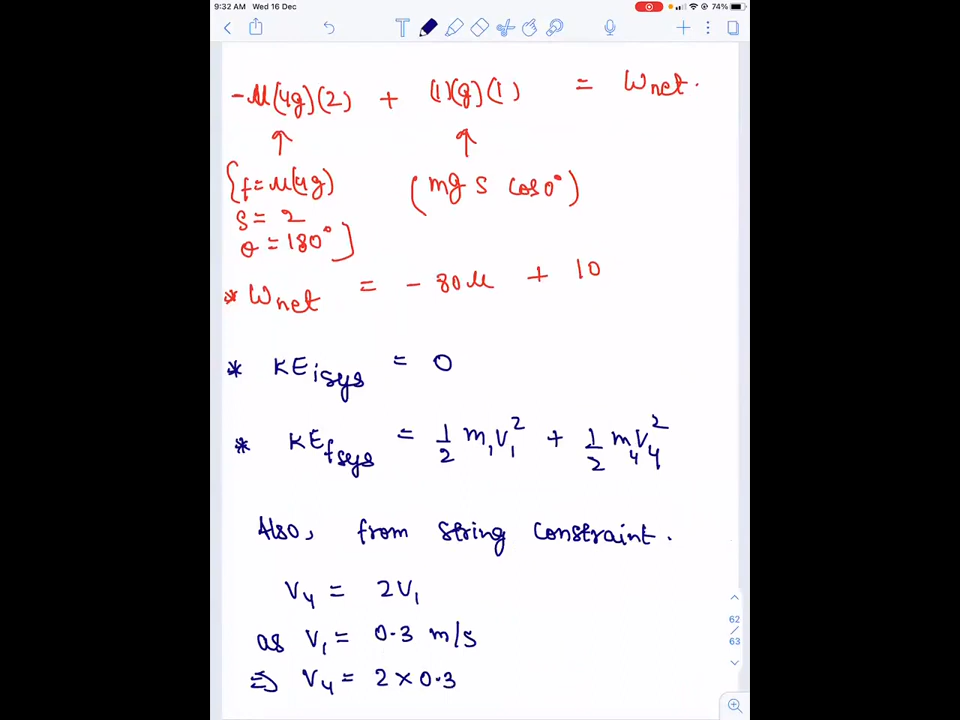 9:32 AM Wed 16 Dec 74%
-μ(4g)(2) + (1)(g)(1) = Wnet.
↑ ↑
{f=μ(4g) (mg s cos0°)
s = 2
θ = 180°}
* Wnet = - 80μ + 10
* KEisys = 0
* KEfsys = 1/2 m₁v₁² + 1/2 m₄v₄²
Also, from string constraint.
V₄ = 2V₁
as V₁ = 0.3 m/s
⇒ V₄ = 2 × 0.3
62
/
63